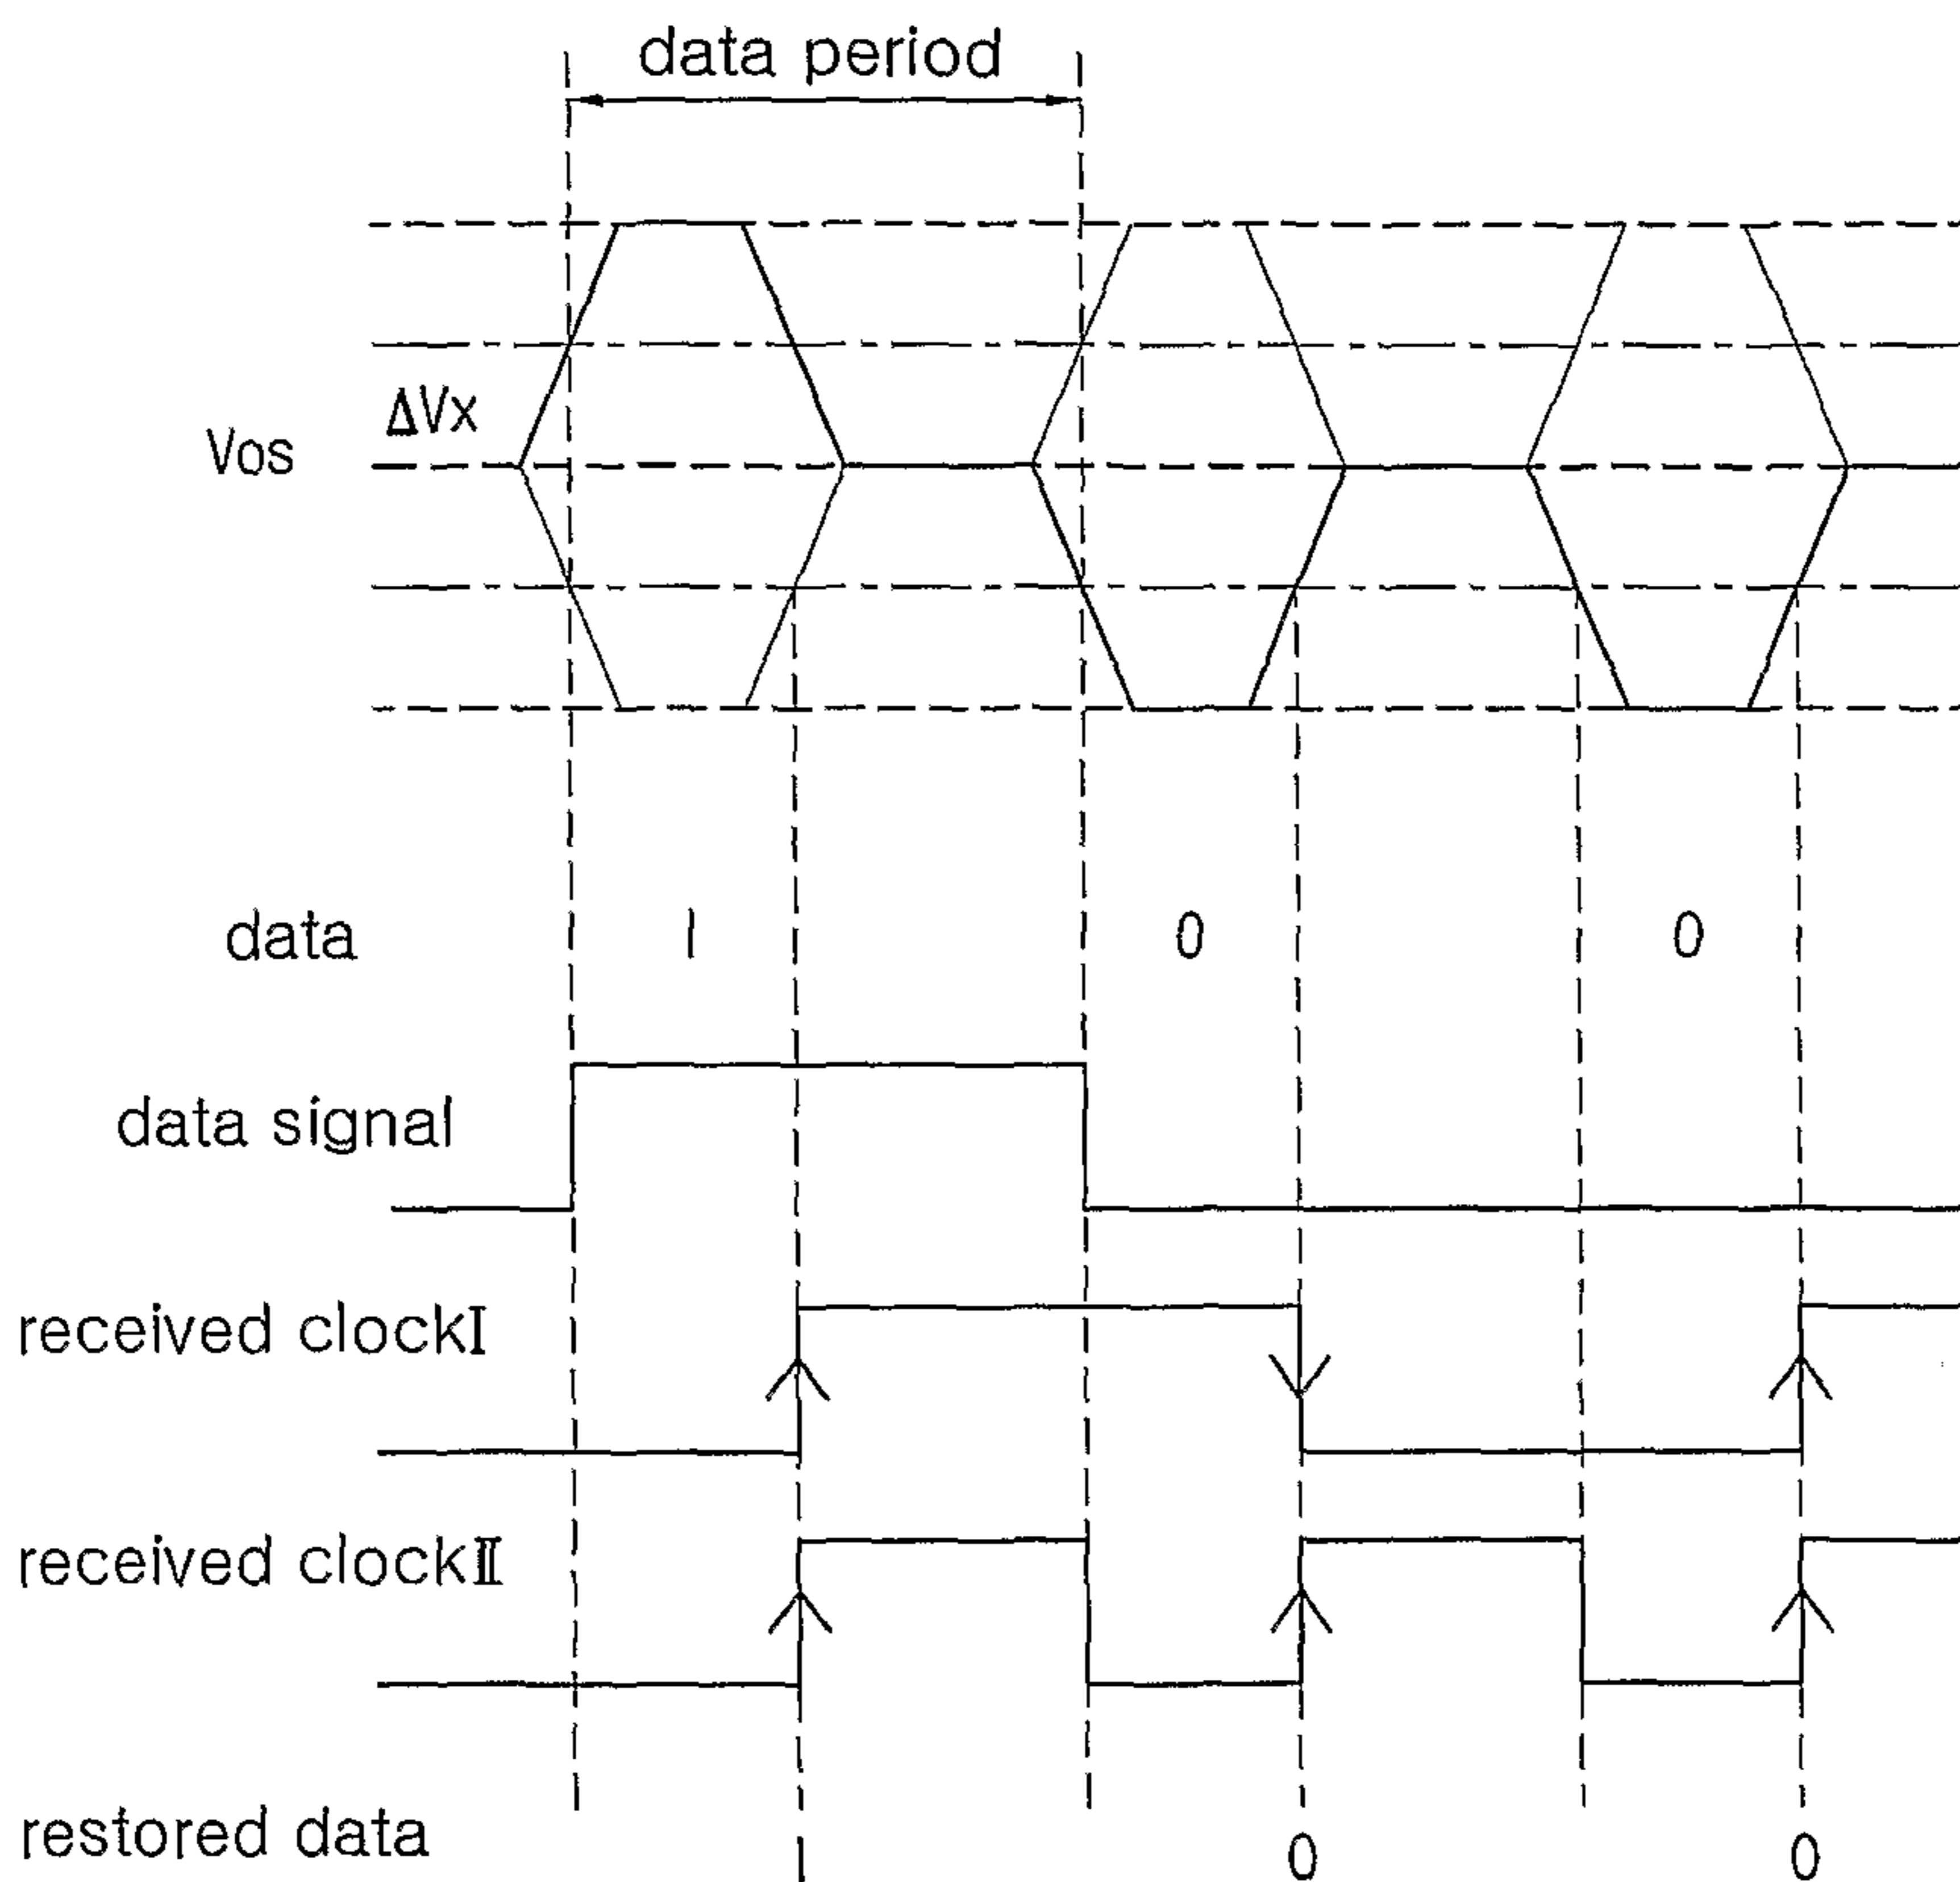 data period
ΔVx
Vos
data 1 0 0
data signal
received clockⅠ
received clockⅡ
restored data 1 0 0